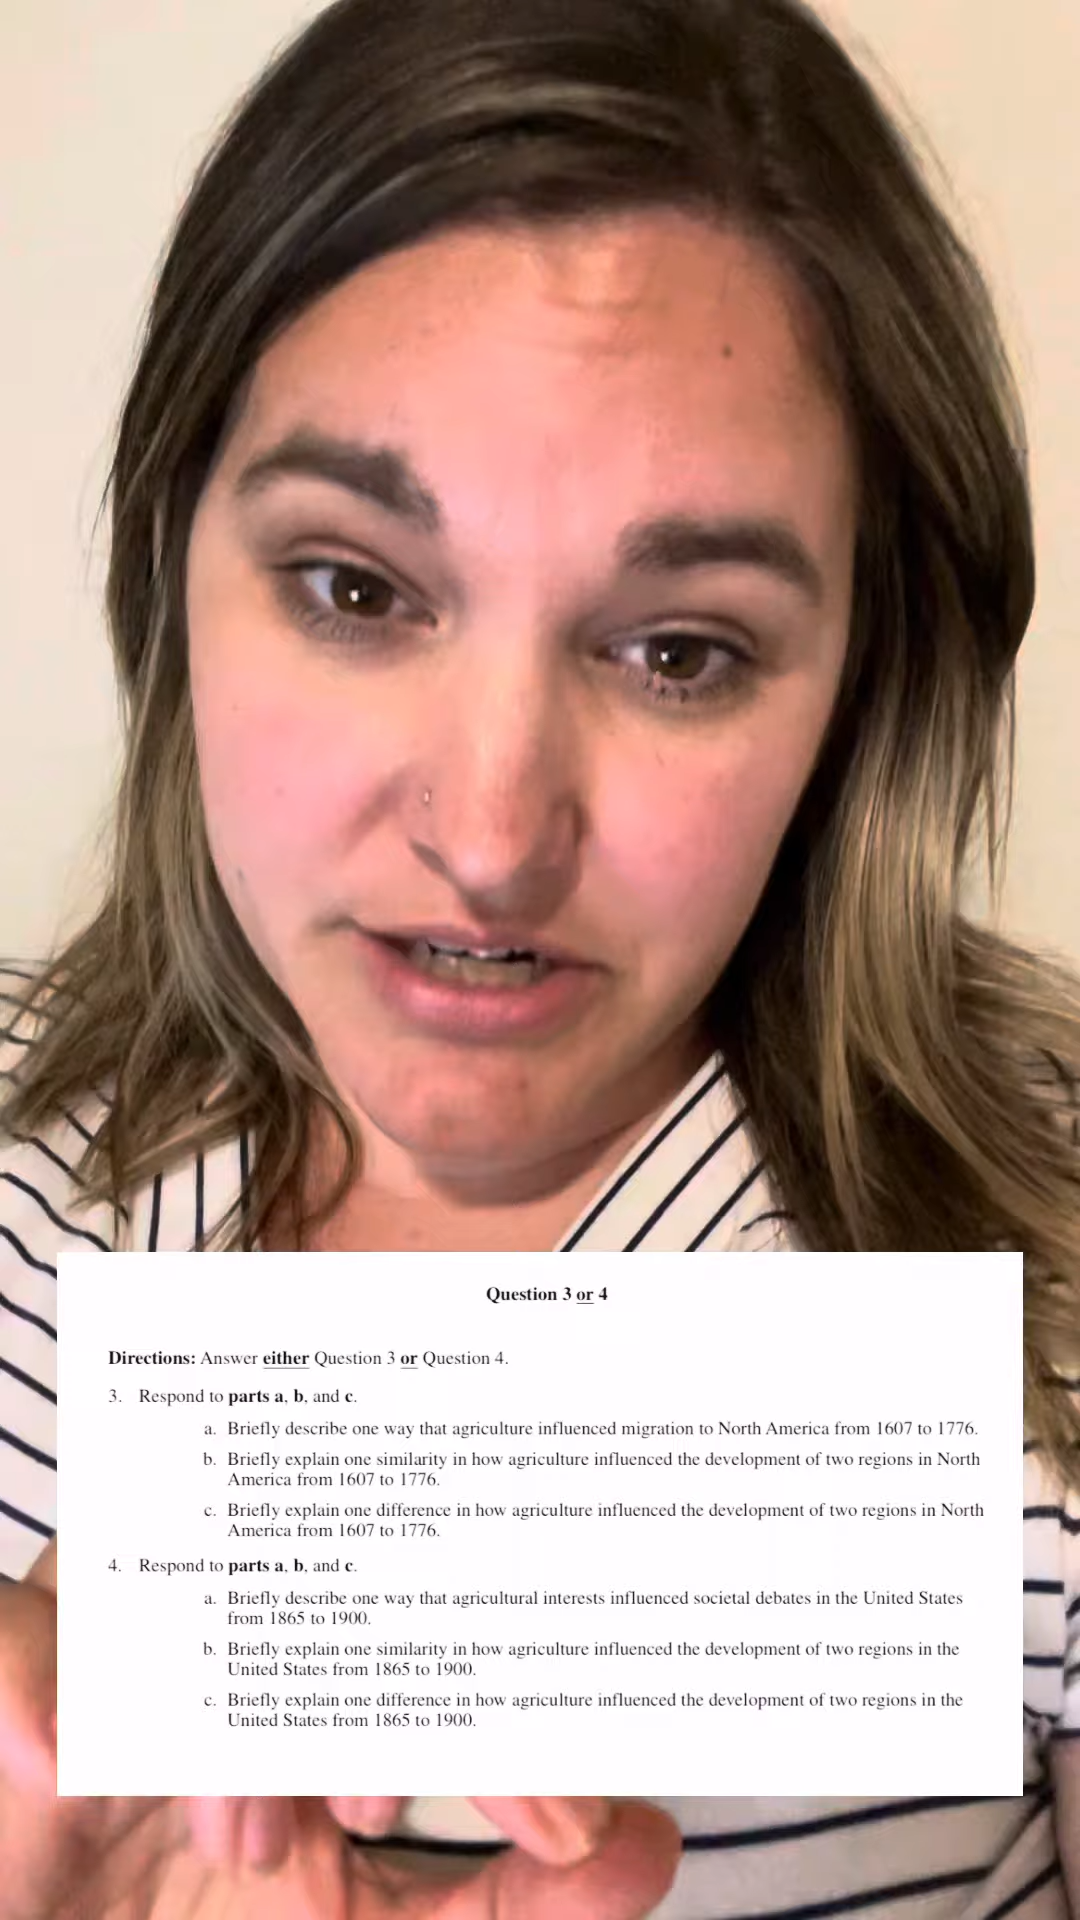 Question 3 or 4
Directions: Answer either Question 3 or Question 4.
3. Respond to parts a, b, and c.
a. Briefly describe one way that agriculture influenced migration to North America from 1607 to 1776.
b. Briefly explain one similarity in how agriculture influenced the development of two regions in North
America from 1607 to 1776.
c. Briefly explain one difference in how agriculture influenced the development of two regions in North
America from 1607 to 1776.
4. Respond to parts a, b, and c.
a. Briefly describe one way that agricultural interests influenced societal debates in the United States
from 1865 to 1900.
b. Briefly explain one similarity in how agriculture influenced the development of two regions in the
United States from 1865 to 1900.
c. Briefly explain one difference in how agriculture influenced the development of two regions in the
United States from 1865 to 1900.